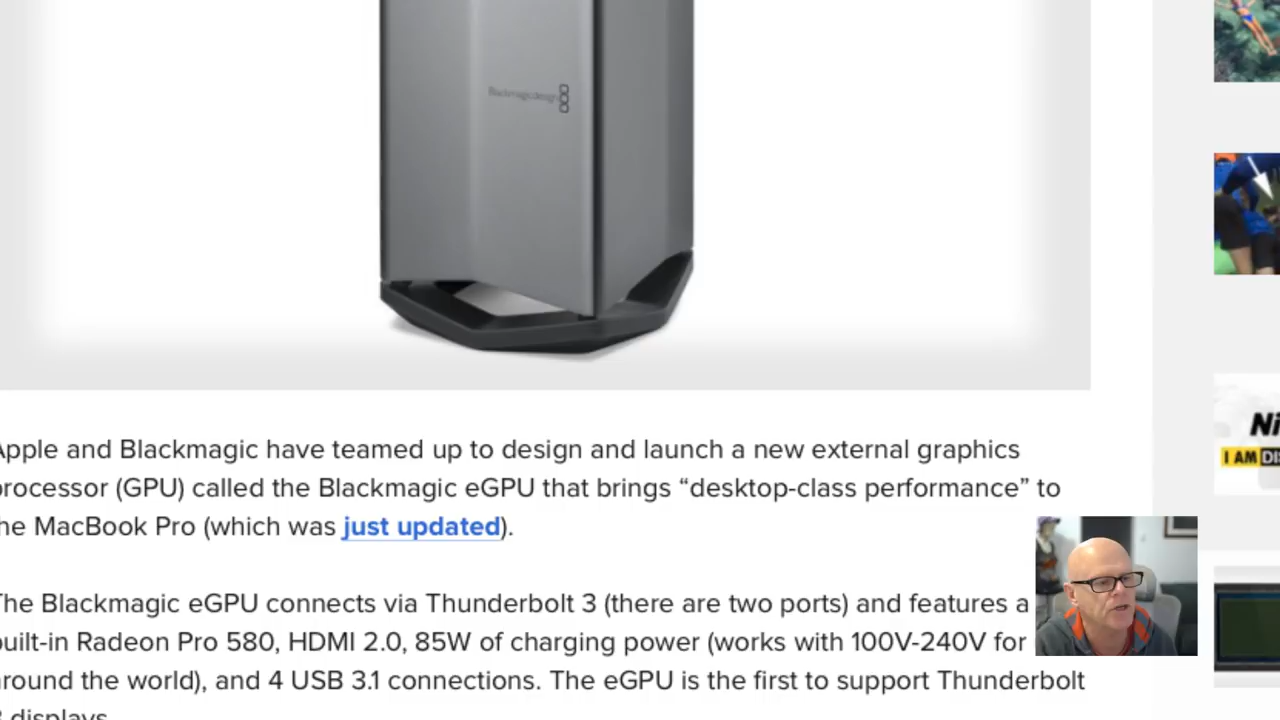 Blackmagicdesign
Apple and Blackmagic have teamed up to design and launch a new external graphics
processor (GPU) called the Blackmagic eGPU that brings “desktop-class performance” to
the MacBook Pro (which was just updated).
The Blackmagic eGPU connects via Thunderbolt 3 (there are two ports) and features a
built-in Radeon Pro 580, HDMI 2.0, 85W of charging power (works with 100V-240V for
around the world), and 4 USB 3.1 connections. The eGPU is the first to support Thunderbolt
3 displays.
Ni
I AM DIS